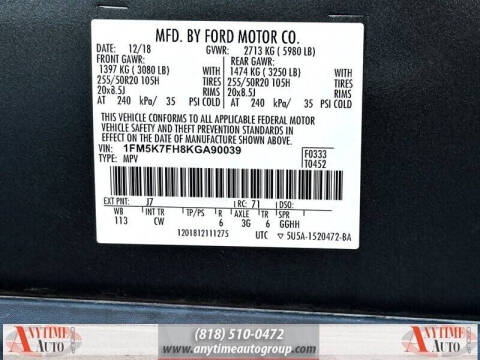 MFD. BY FORD MOTOR CO.
DATE: 12/18 GVWR: 2713 KG ( 5980 LB)
FRONT GAWR: REAR GAWR:
1397 KG ( 3080 LB) WITH 1474 KG ( 3250 LB) WITH
255/50R20 105H TIRES 255/50R20 105H TIRES
20x8.5J RIMS 20x8.5J RIMS
AT 240 kPa/ 35 PSI COLD AT 240 kPa/ 35 PSI COLD
THIS VEHICLE CONFORMS TO ALL APPLICABLE FEDERAL MOTOR
VEHICLE SAFETY AND THEFT PREVENTION STANDARDS IN EFFECT ON THE
DATE OF MANUFACTURE SHOWN ABOVE.
VIN: 1FM5K7FH8KGA90039 F0333
TYPE: MPV T0452
EXT PNT: J7 RC: 71
WB INT TR TP/PS R AXLE TR SPR
113 CW 6 3G 6 GGHH
1201812111275 UTC 5U5A-1520472-BA
ANYTIME AUTO
(818) 510-0472
www.anytimeautogroup.com
ANYTIME AUTO